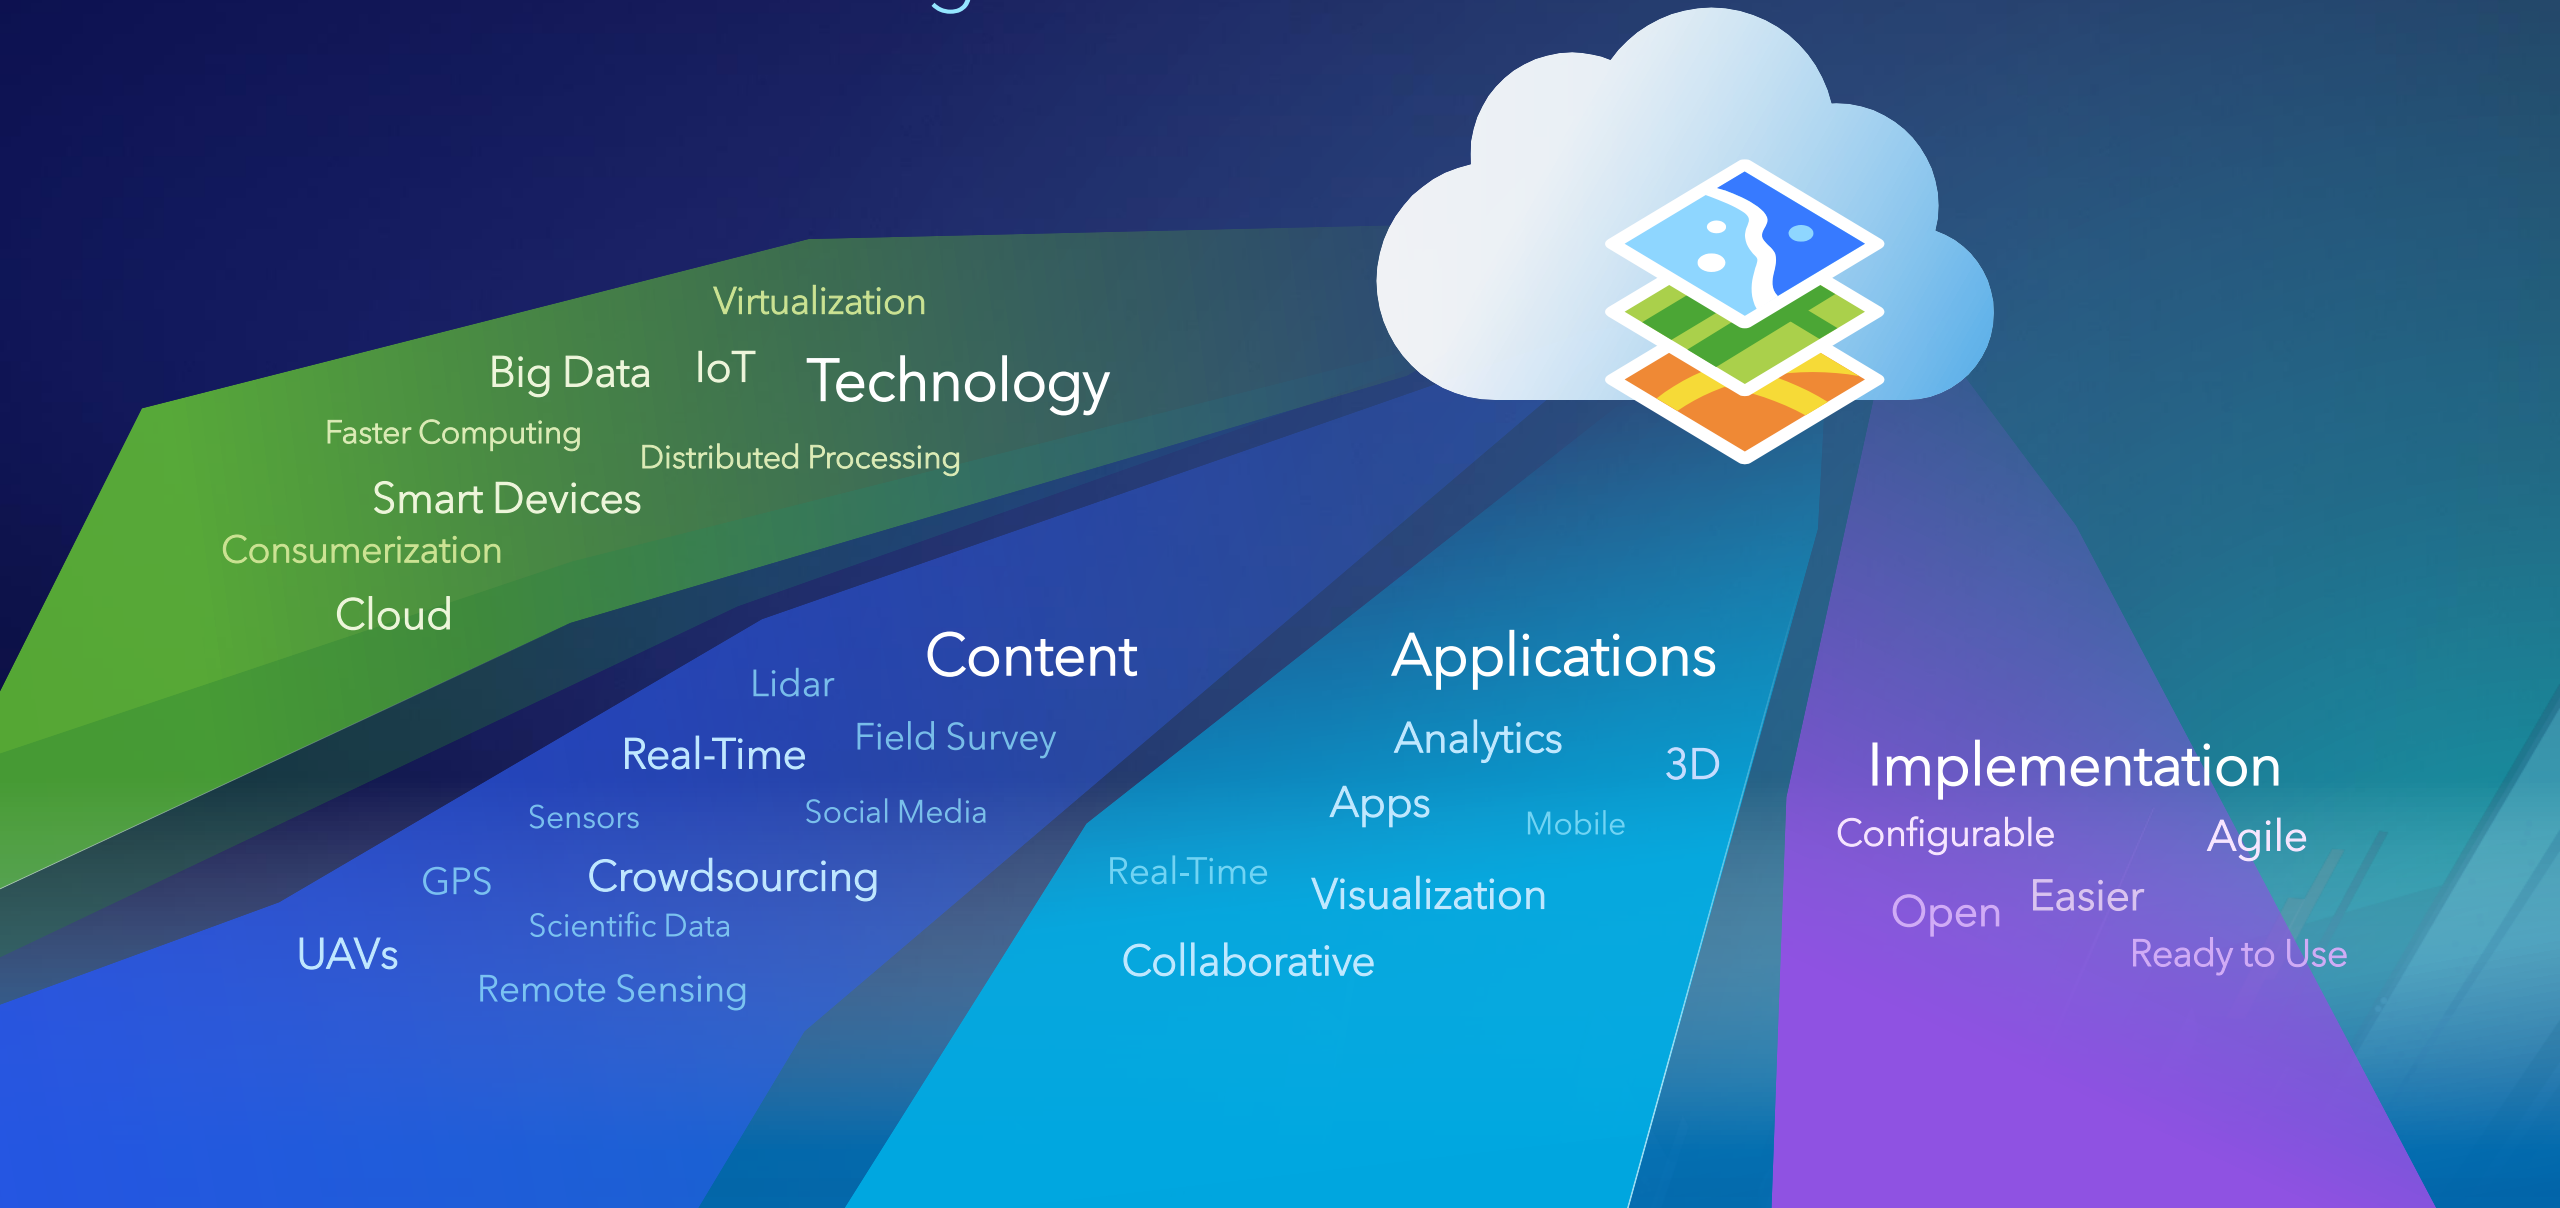 Virtualization
Big Data
IoT
Technology
Faster Computing
Distributed Processing
Smart Devices
Consumerization
Cloud
Content
Lidar
Real-Time
Field Survey
Sensors
Social Media
GPS
Crowdsourcing
Scientific Data
UAVs
Remote Sensing
Applications
Analytics
3D
Apps
Mobile
Real-Time
Visualization
Collaborative
Implementation
Configurable
Agile
Open
Easier
Ready to Use